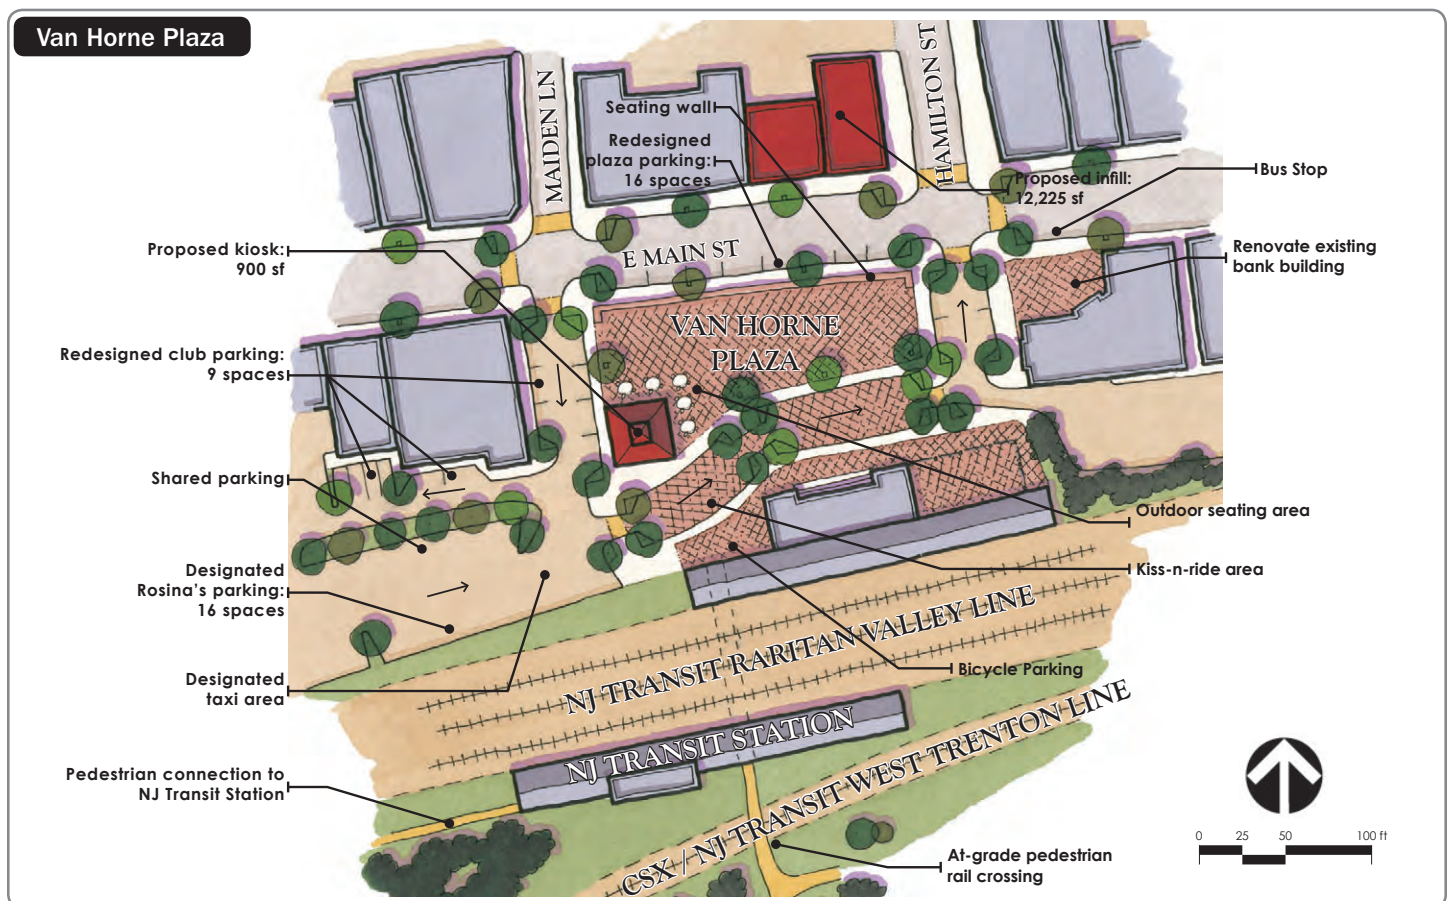 Van Horne Plaza
MAIDEN LN
HAMILTON ST
Seating wall
Redesigned
plaza parking:
16 spaces
Proposed infill:
12,225 sf
Bus Stop
Proposed kiosk:
900 sf
E MAIN ST
Renovate existing
bank building
VAN HORNE
PLAZA
Redesigned club parking:
9 spaces
Shared parking
Outdoor seating area
Kiss-n-ride area
Designated
Rosina's parking:
16 spaces
NJ TRANSIT RARITAN VALLEY LINE
Bicycle Parking
Designated
taxi area
NJ TRANSIT STATION
CSX / NJ TRANSIT WEST TRENTON LINE
Pedestrian connection to
NJ Transit Station
At-grade pedestrian
rail crossing
0 25 50 100 ft